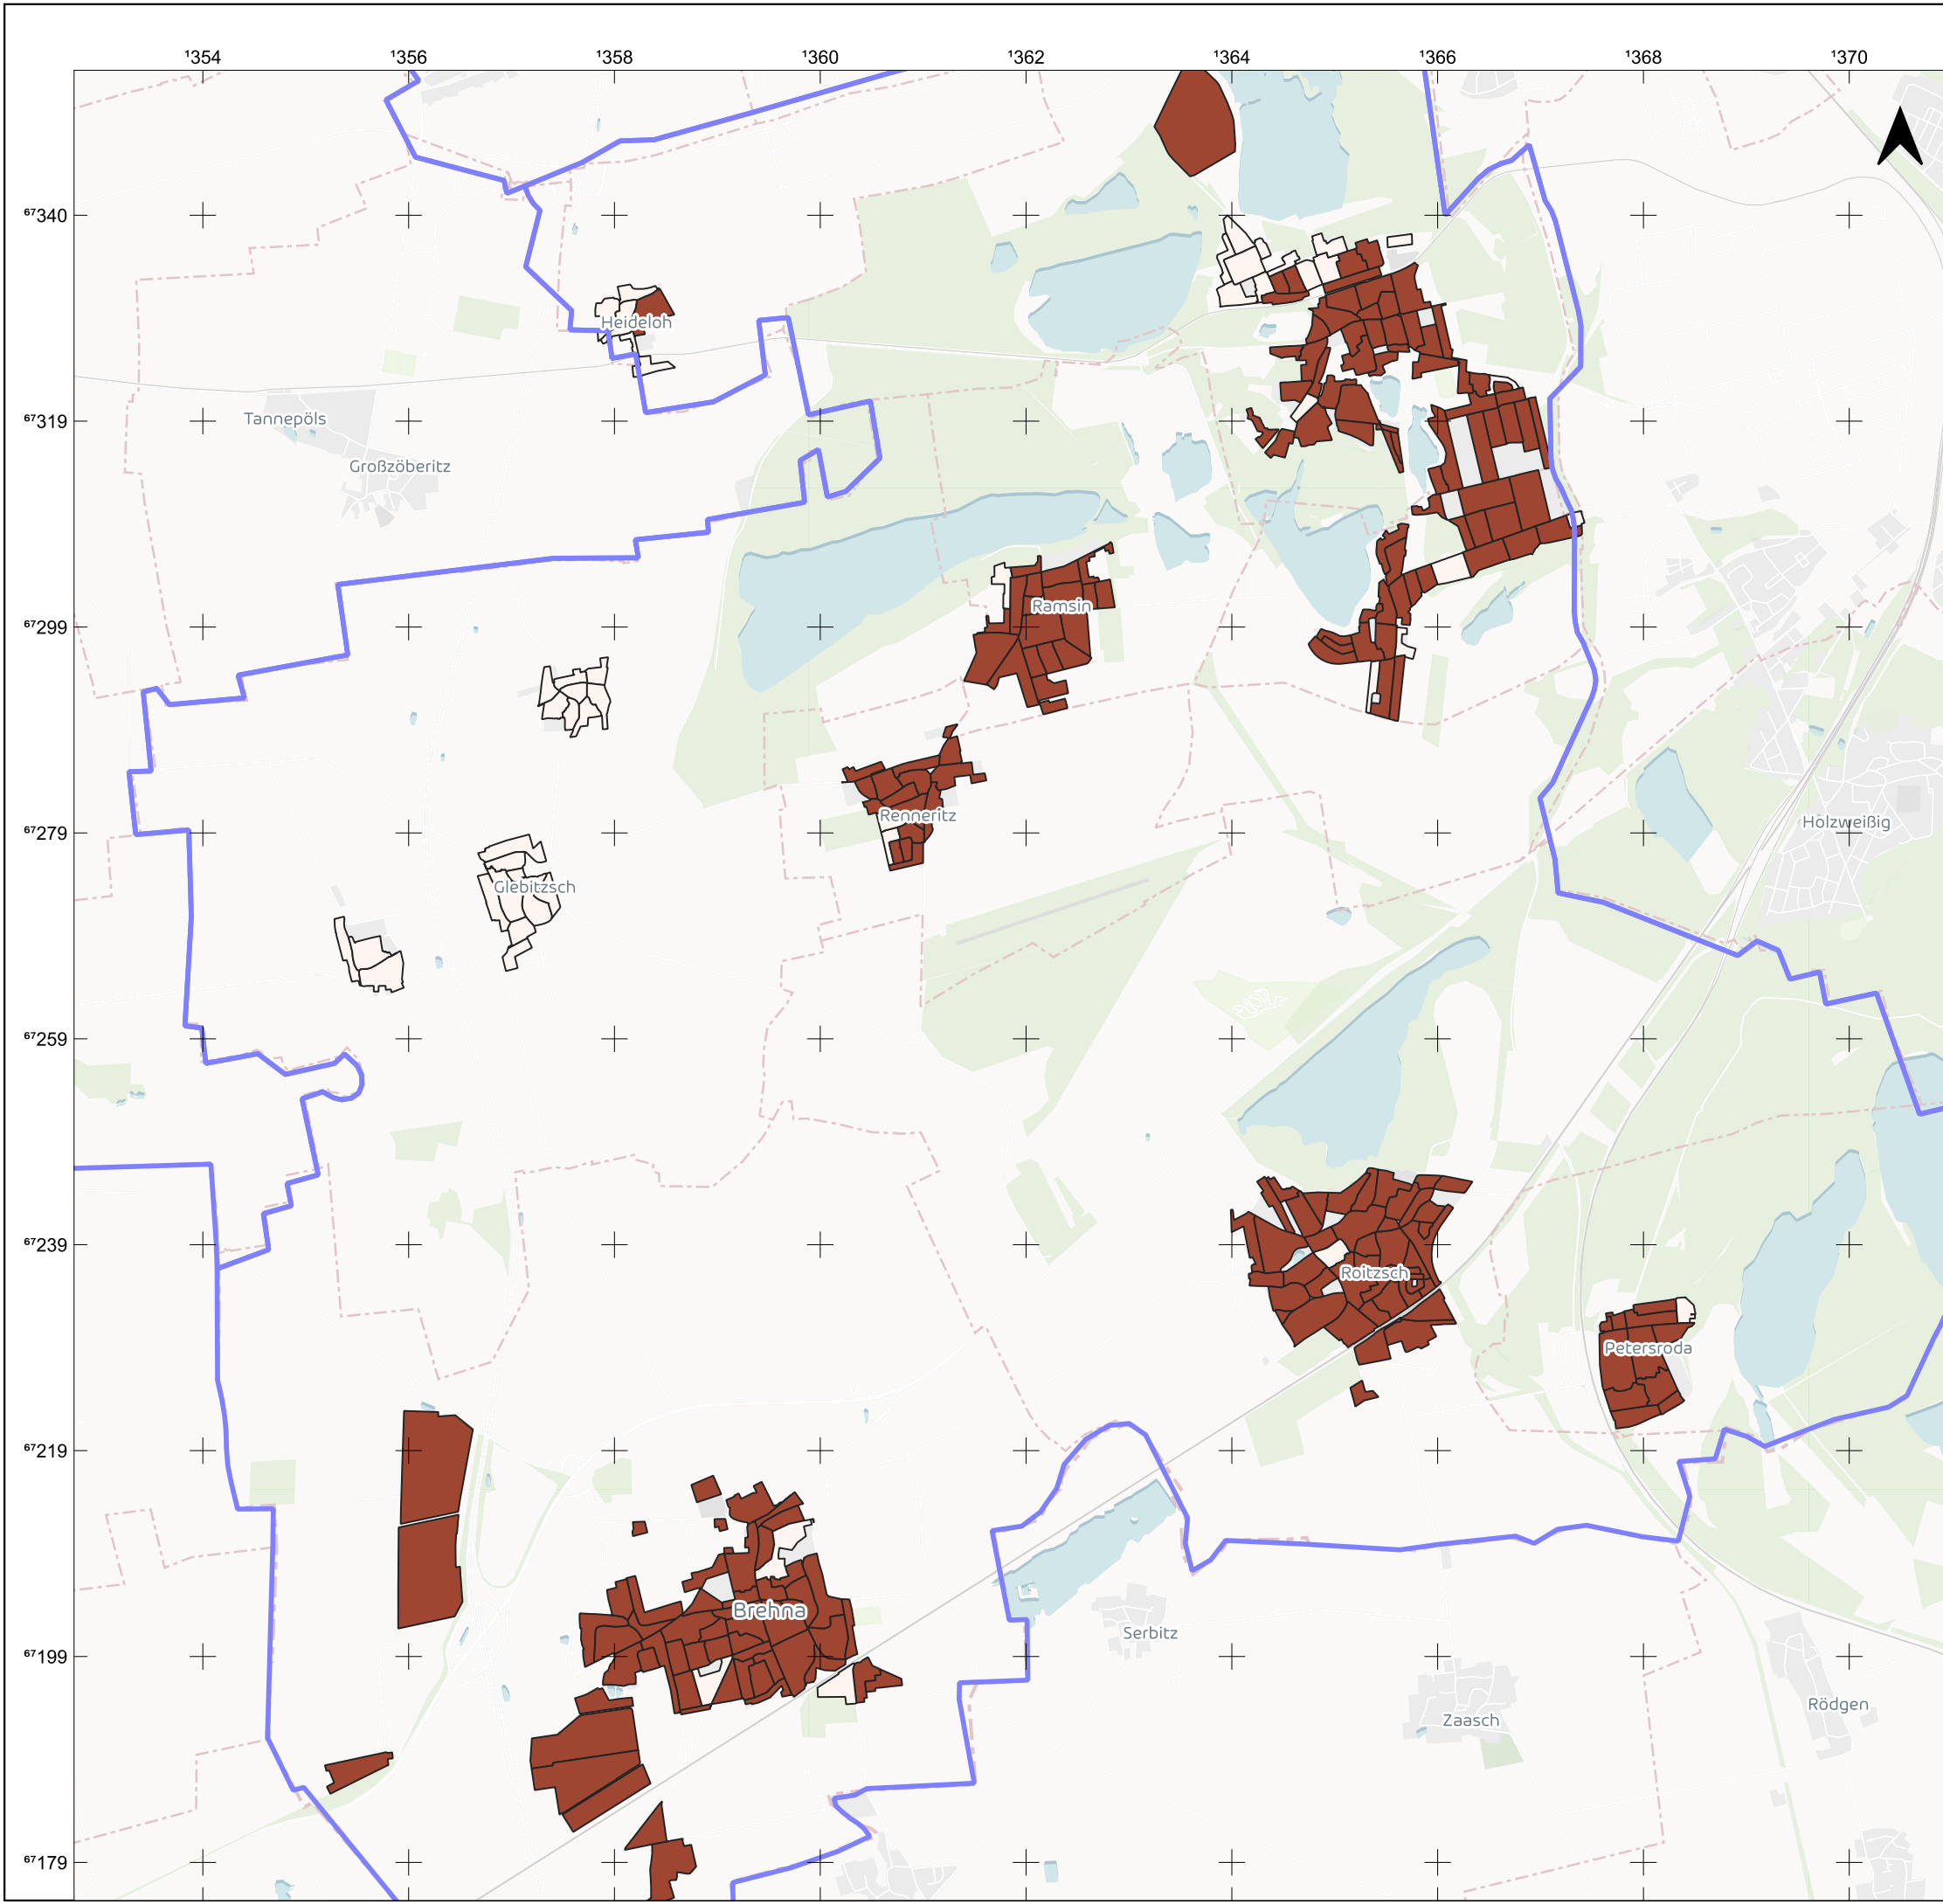 ¹³54 ¹³56 ¹³58 ¹³60 ¹³62 ¹³64 ¹³66 ¹³68 ¹³70
⁶⁷340
Heideloh
⁶⁷319
Tannepöls
Großzöberitz
Ramsin
⁶⁷299
Renneritz
⁶⁷279
Holzweißig
Glebitzsch
⁶⁷259
⁶⁷239
Roitzsch
Petersroda
⁶⁷219
Brehna
Serbitz
⁶⁷199
Rödgen
Zaasch
⁶⁷179